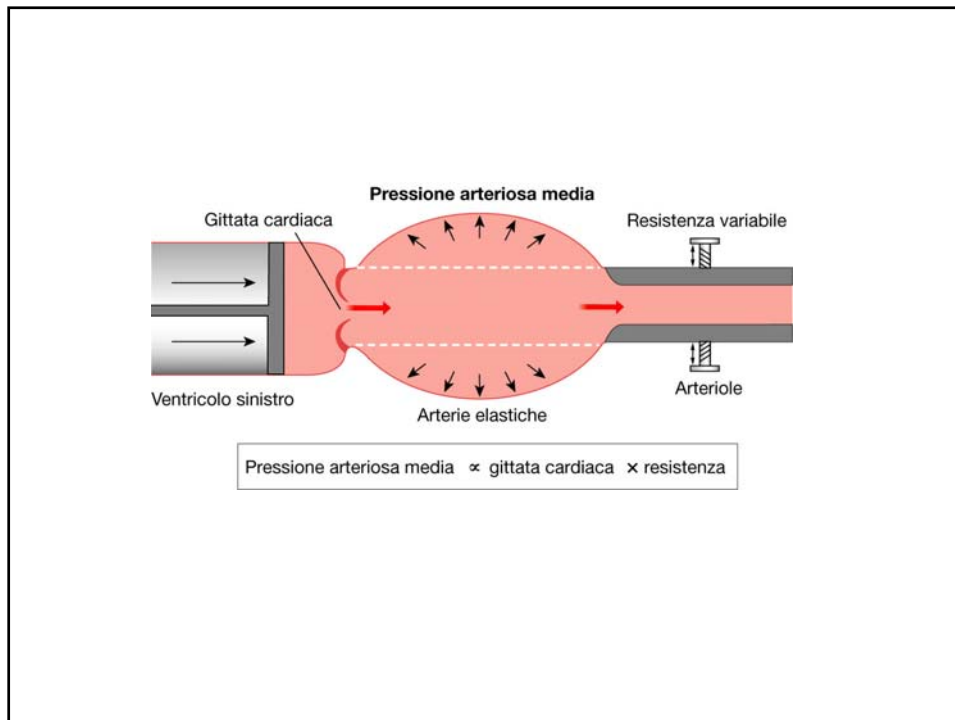 Pressione arteriosa media
Gittata cardiaca
Resistenza variabile
Ventricolo sinistro
Arterie elastiche
Arteriole
Pressione arteriosa media ∝ gittata cardiaca × resistenza